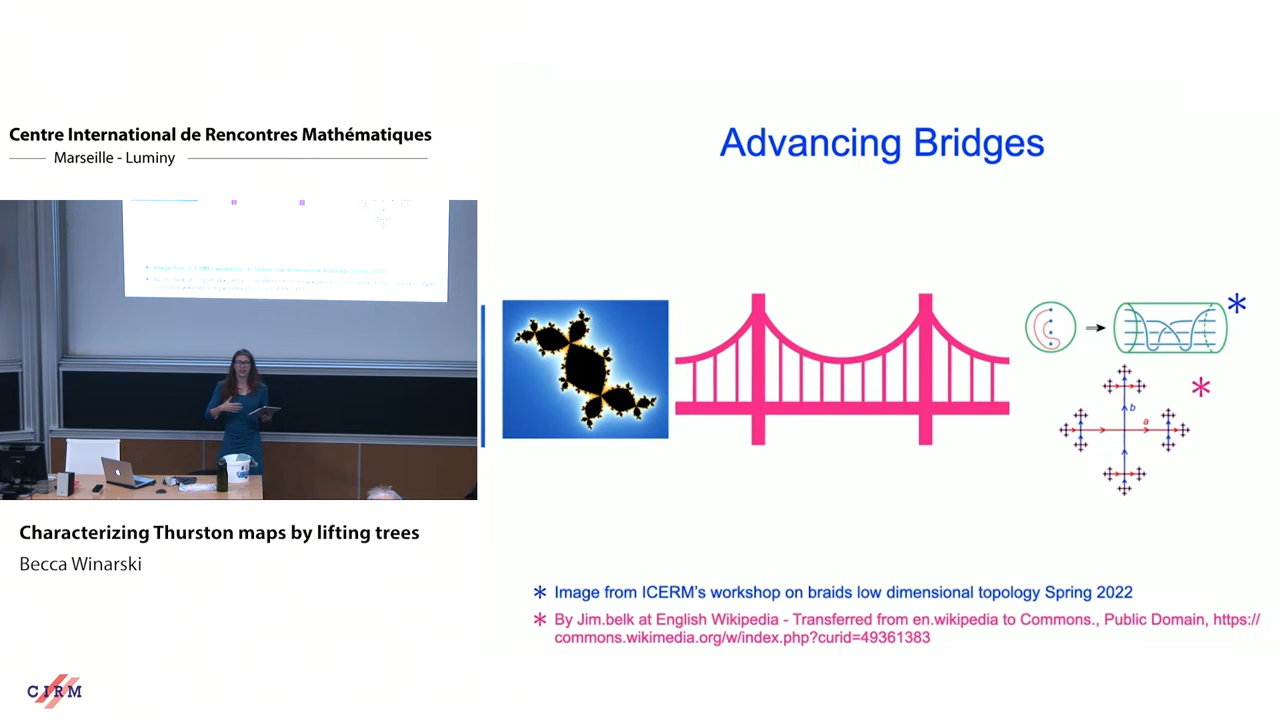 Centre International de Rencontres Mathématiques
Marseille - Luminy
Advancing Bridges
*
*
b
a
Characterizing Thurston maps by lifting trees
Becca Winarski
* Image from ICERM's workshop on braids low dimensional topology Spring 2022
* By Jim.belk at English Wikipedia - Transferred from en.wikipedia to Commons., Public Domain, https://
commons.wikimedia.org/w/index.php?curid=49361383
CIRM